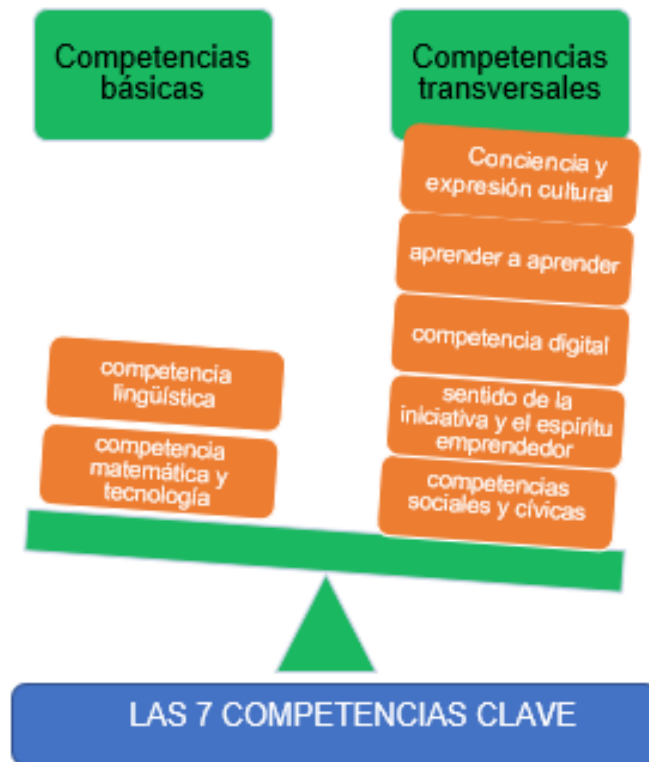 Competencias
básicas
Competencias
transversales
Conciencia y
expresión cultural
aprender a aprender
competencia digital
sentido de la
iniciativa y el espíritu
emprendedor
competencias
sociales y cívicas
competencia
lingüística
competencia
matemática y
tecnología
LAS 7 COMPETENCIAS CLAVE